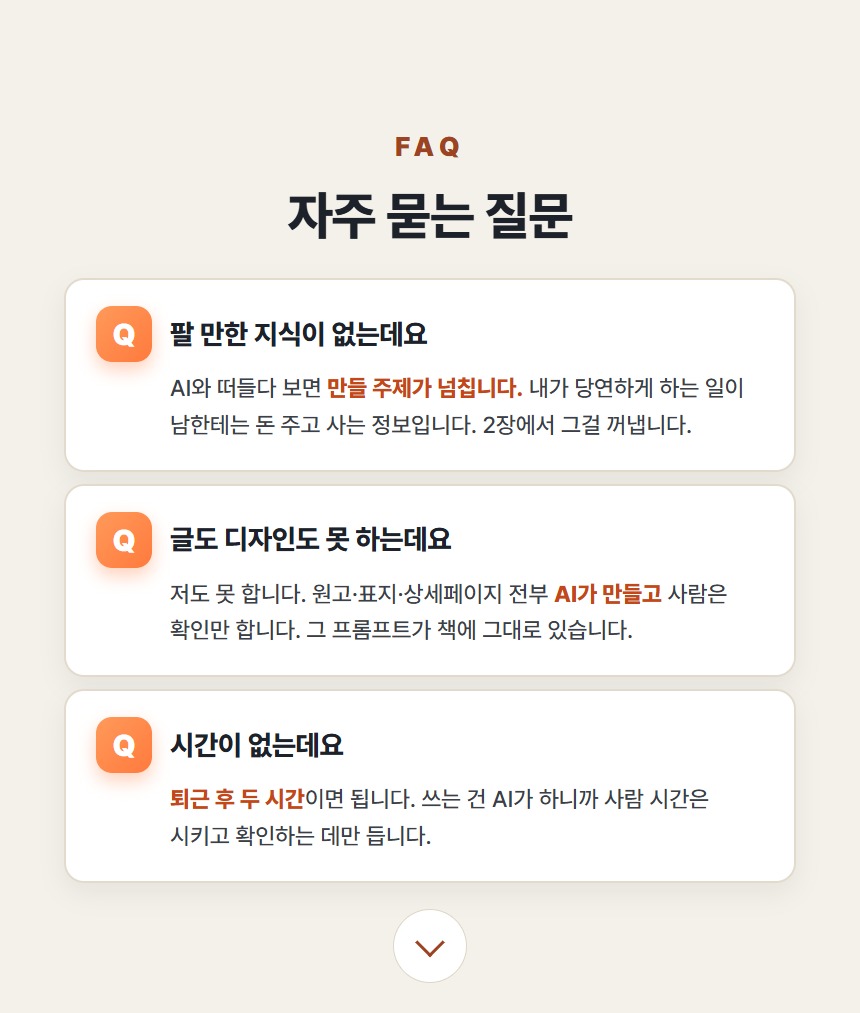 FAQ
자주 묻는 질문
Q 팔 만한 지식이 없는데요
AI와 떠들다 보면 만들 주제가 넘칩니다. 내가 당연하게 하는 일이
남한테는 돈 주고 사는 정보입니다. 2장에서 그걸 꺼냅니다.
Q 글도 디자인도 못 하는데요
저도 못 합니다. 원고·표지·상세페이지 전부 AI가 만들고 사람은
확인만 합니다. 그 프롬프트가 책에 그대로 있습니다.
Q 시간이 없는데요
퇴근 후 두 시간이면 됩니다. 쓰는 건 AI가 하니까 사람 시간은
시키고 확인하는 데만 듭니다.